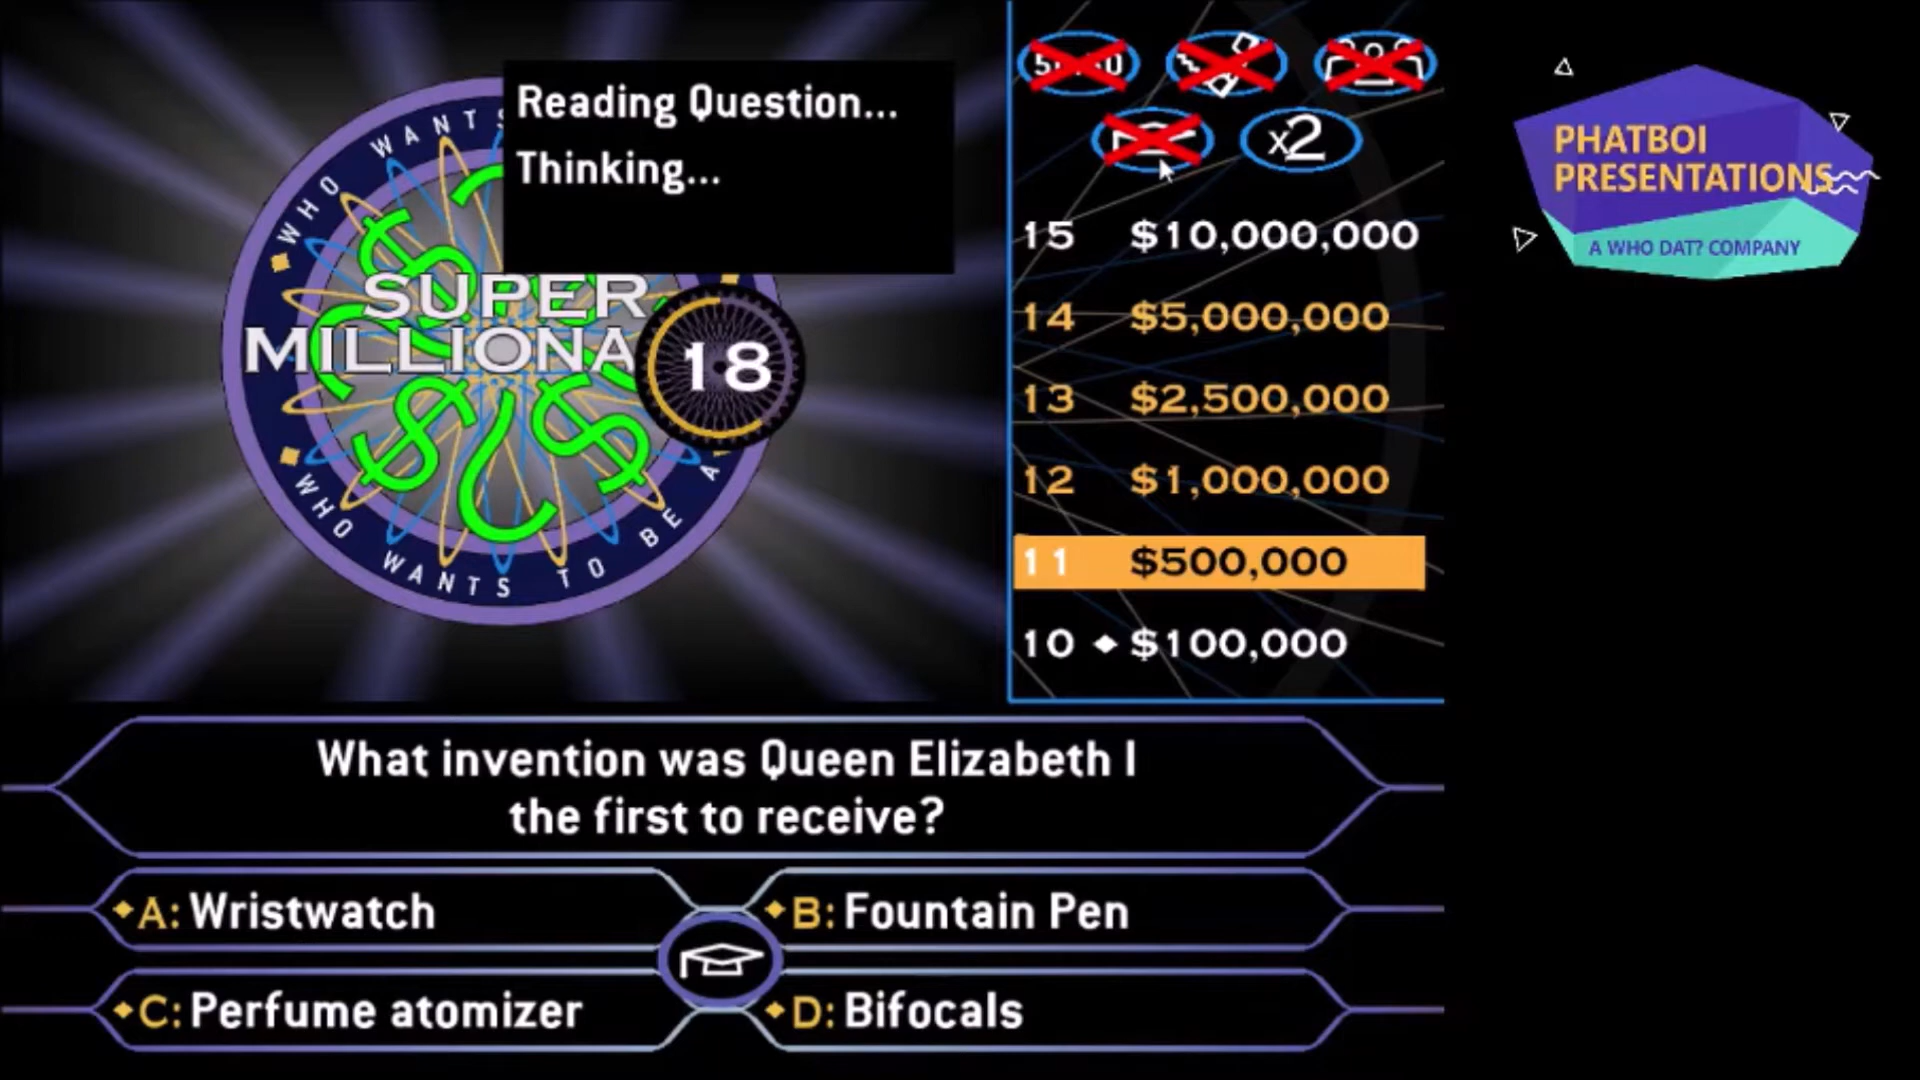 Reading Question...
Thinking...
WHO WANTS
SUPER
MILLIONA
WHO WANTS TO BE A
18
x2
15 $10,000,000
14 $5,000,000
13 $2,500,000
12 $1,000,000
11 $500,000
10 $100,000
PHATBOI
PRESENTATIONS
A WHO DAT? COMPANY
What invention was Queen Elizabeth I
the first to receive?
A: Wristwatch
B: Fountain Pen
C: Perfume atomizer
D: Bifocals